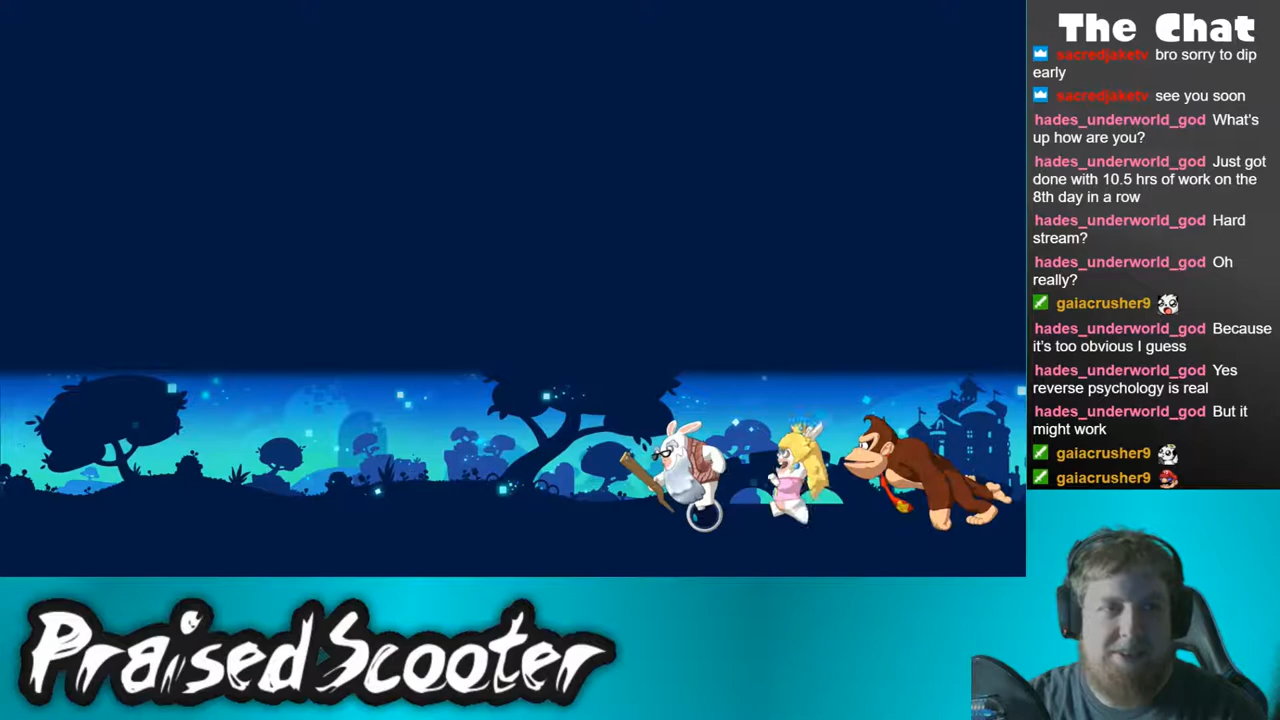 The Chat
sacredjaketv bro sorry to dip
early
sacredjaketv see you soon
hades_underworld_god What's
up how are you?
hades_underworld_god Just got
done with 10.5 hrs of work on the
8th day in a row
hades_underworld_god Hard
stream?
hades_underworld_god Oh
really?
gaiacrusher9
hades_underworld_god Because
it's too obvious I guess
hades_underworld_god Yes
reverse psychology is real
hades_underworld_god But it
might work
gaiacrusher9
gaiacrusher9
PraisedScooter